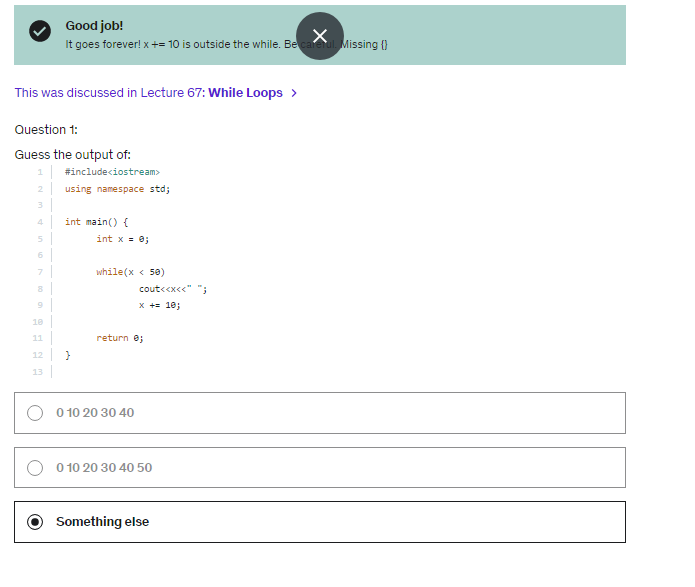 Good job!
It goes forever! x += 10 is outside the while. Be careful. Missing {}
This was discussed in Lecture 67: While Loops >
Question 1:
Guess the output of:
1 #include<iostream>
2 using namespace std;
3
4 int main() {
5 int x = 0;
6
7 while(x < 50)
8 cout<<x<<" ";
9 x += 10;
10
11 return 0;
12 }
13
0 10 20 30 40
0 10 20 30 40 50
Something else